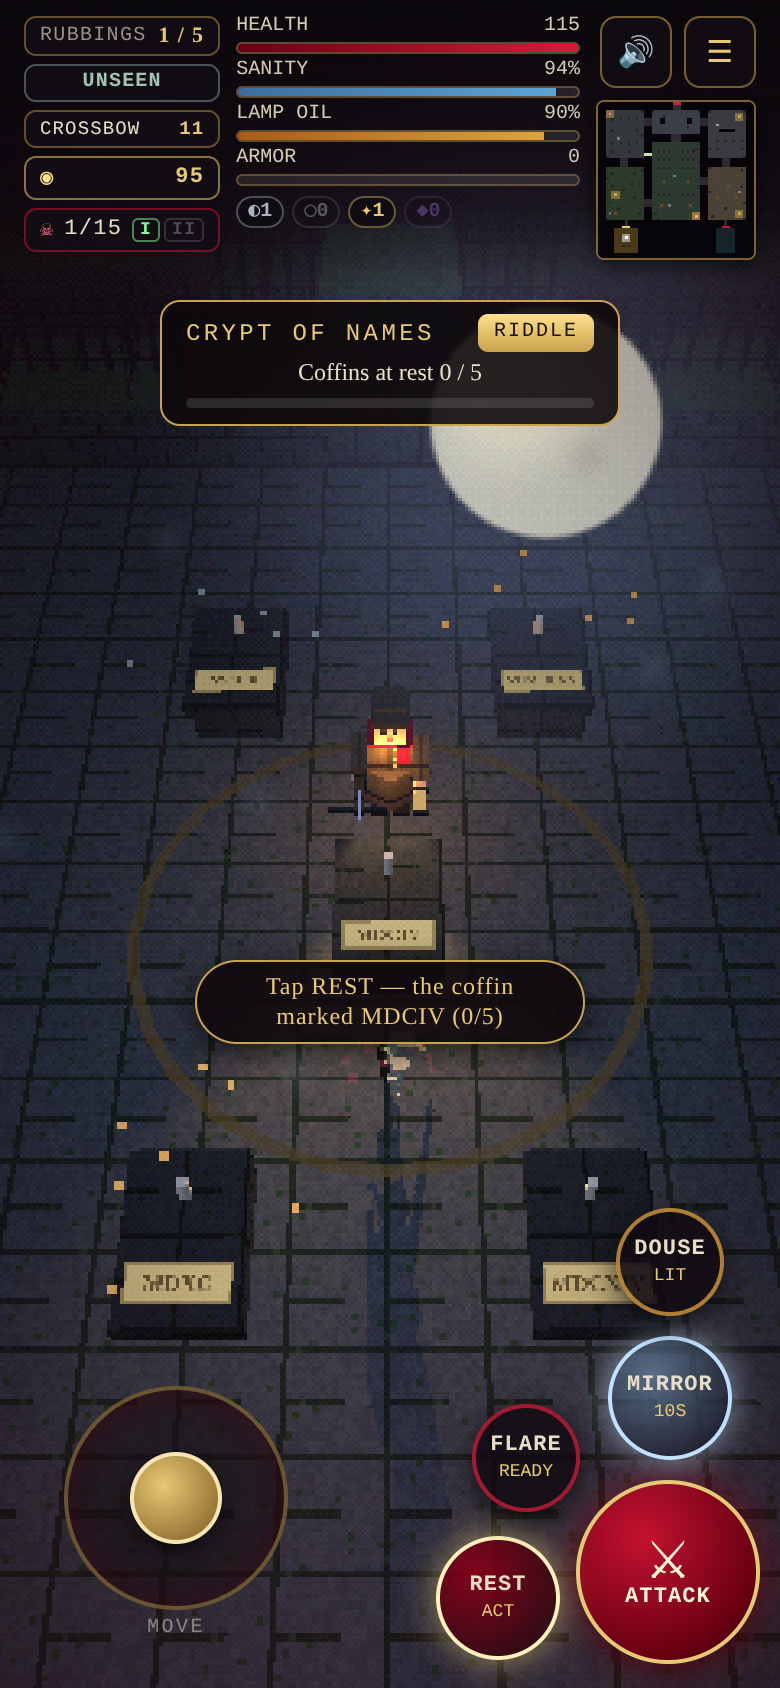 RUBBINGS 1 / 5
UNSEEN
CROSSBOW 11
◉ 95
☠ 1/15 I II
HEALTH 115
SANITY 94%
LAMP OIL 90%
ARMOR 0
◐1 ○0 ✦1 ◆0
🔊 ☰
CRYPT OF NAMES RIDDLE
Coffins at rest 0 / 5
Tap REST — the coffin
marked MDCIV (0/5)
MDXC
DOUSE
LIT
MIRROR
10S
FLARE
READY
REST
ACT
ATTACK
MOVE